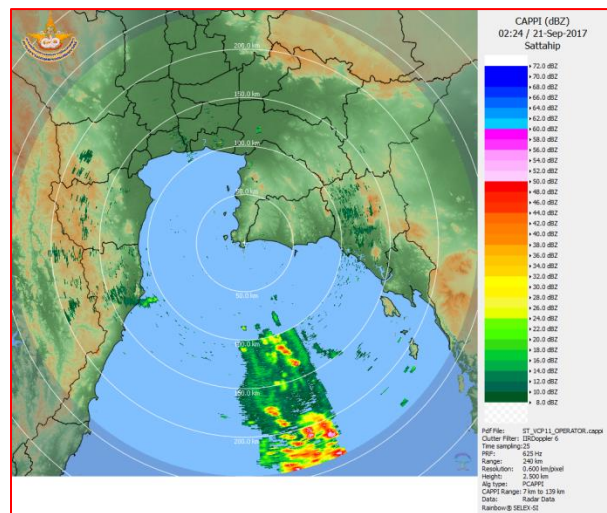 CAPPI (dBZ)
02:24 / 21-Sep-2017
Sattahip
72.0 dBZ
70.0 dBZ
66.0 dBZ
64.0 dBZ
62.0 dBZ
60.0 dBZ
58.0 dBZ
56.0 dBZ
54.0 dBZ
52.0 dBZ
50.0 dBZ
48.0 dBZ
46.0 dBZ
44.0 dBZ
42.0 dBZ
40.0 dBZ
38.0 dBZ
36.0 dBZ
34.0 dBZ
32.0 dBZ
30.0 dBZ
28.0 dBZ
26.0 dBZ
24.0 dBZ
22.0 dBZ
20.0 dBZ
18.0 dBZ
16.0 dBZ
14.0 dBZ
12.0 dBZ
10.0 dBZ
8.0 dBZ
Pdf File: ST_VCP11_OPERATOR.cappi
Clutter Filter: IIRDoppler 6
Time sampling:25
PRF: 625 Hz
Range: 240 km
Resolution: 0.600 km/pixel
Height: 2.500 km
Alg type: PCAPPI
CAPPI Range: 7 km to 139 km
Data: Radar Data
Rainbow® SELEX-SI
200.0 km
150.0 km
100.0 km
50.0 km
50.0 km
100.0 km
150.0 km
200.0 km